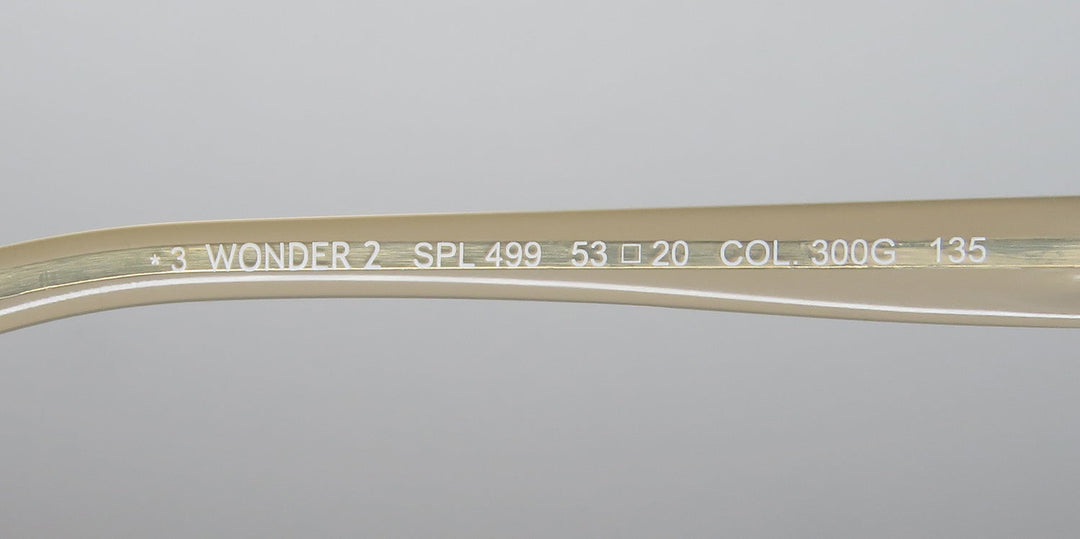 * 3 WONDER 2 SPL 499 53 □ 20 COL. 300G 135